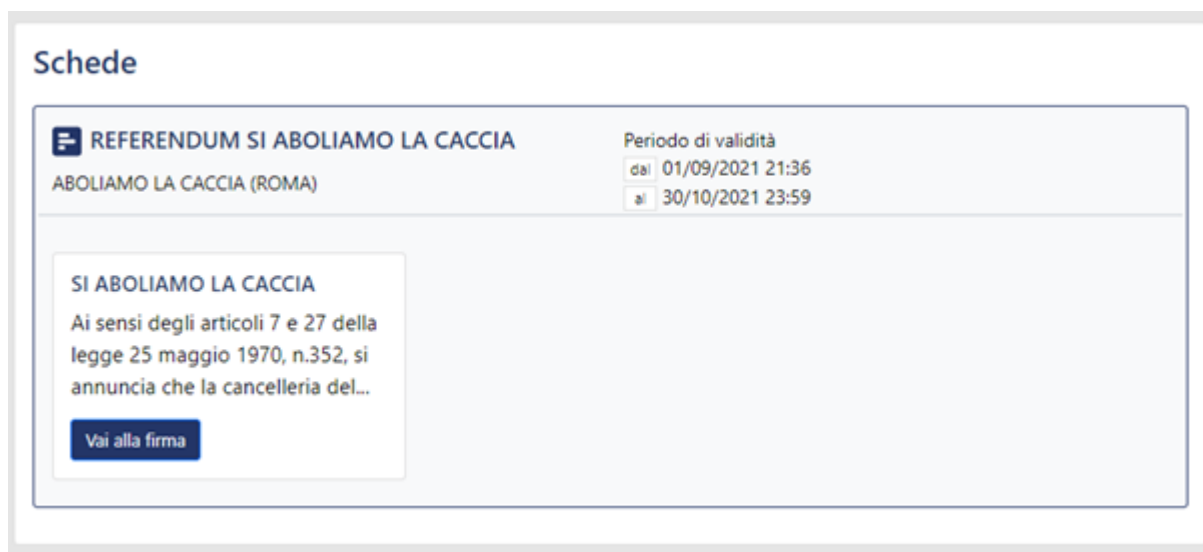 Schede
REFERENDUM SI ABOLIAMO LA CACCIA
ABOLIAMO LA CACCIA (ROMA)
Periodo di validità
dal 01/09/2021 21:36
al 30/10/2021 23:59
SI ABOLIAMO LA CACCIA
Ai sensi degli articoli 7 e 27 della
legge 25 maggio 1970, n.352, si
annuncia che la cancelleria del...
Vai alla firma